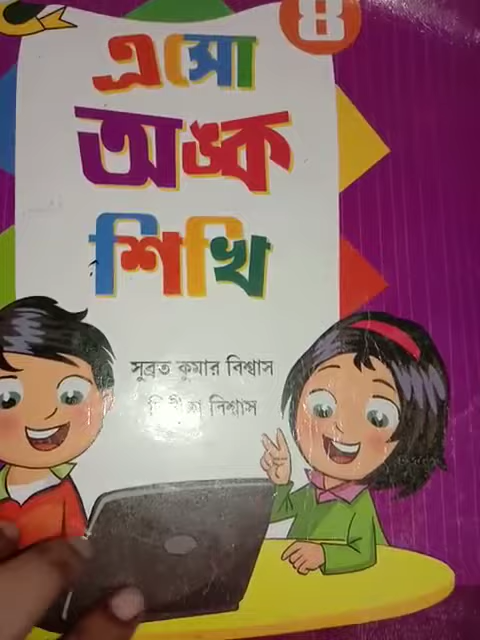 ৪
এসো
অঙ্ক
শিখি
সুব্রত কুমার বিশ্বাস
বিশ্বাস